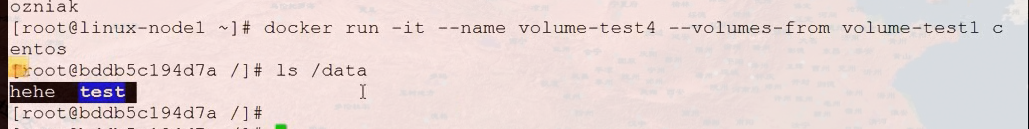 ozniak
[root@linux-node1 ~]# docker run -it --name volume-test4 --volumes-from volume-test1 c
entos
[root@bddb5c194d7a /]# ls /data
hehe  test
[root@bddb5c194d7a /]#